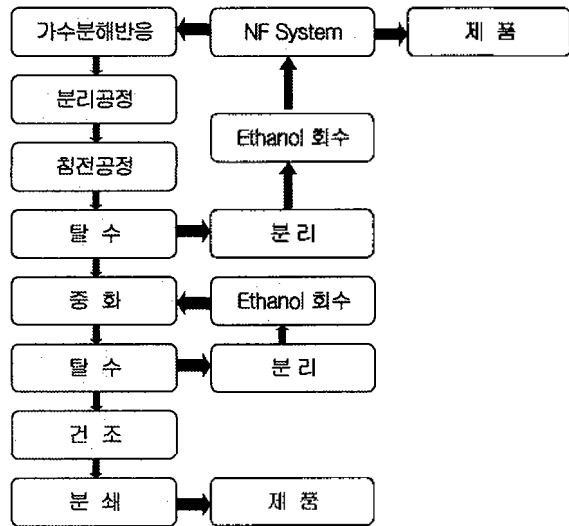 가수분해반응
NF System
제 품
분리공정
Ethanol 회수
침전공정
탈 수
분 리
중 화
Ethanol 회수
탈 수
분 리
건 조
분 쇄
제 품